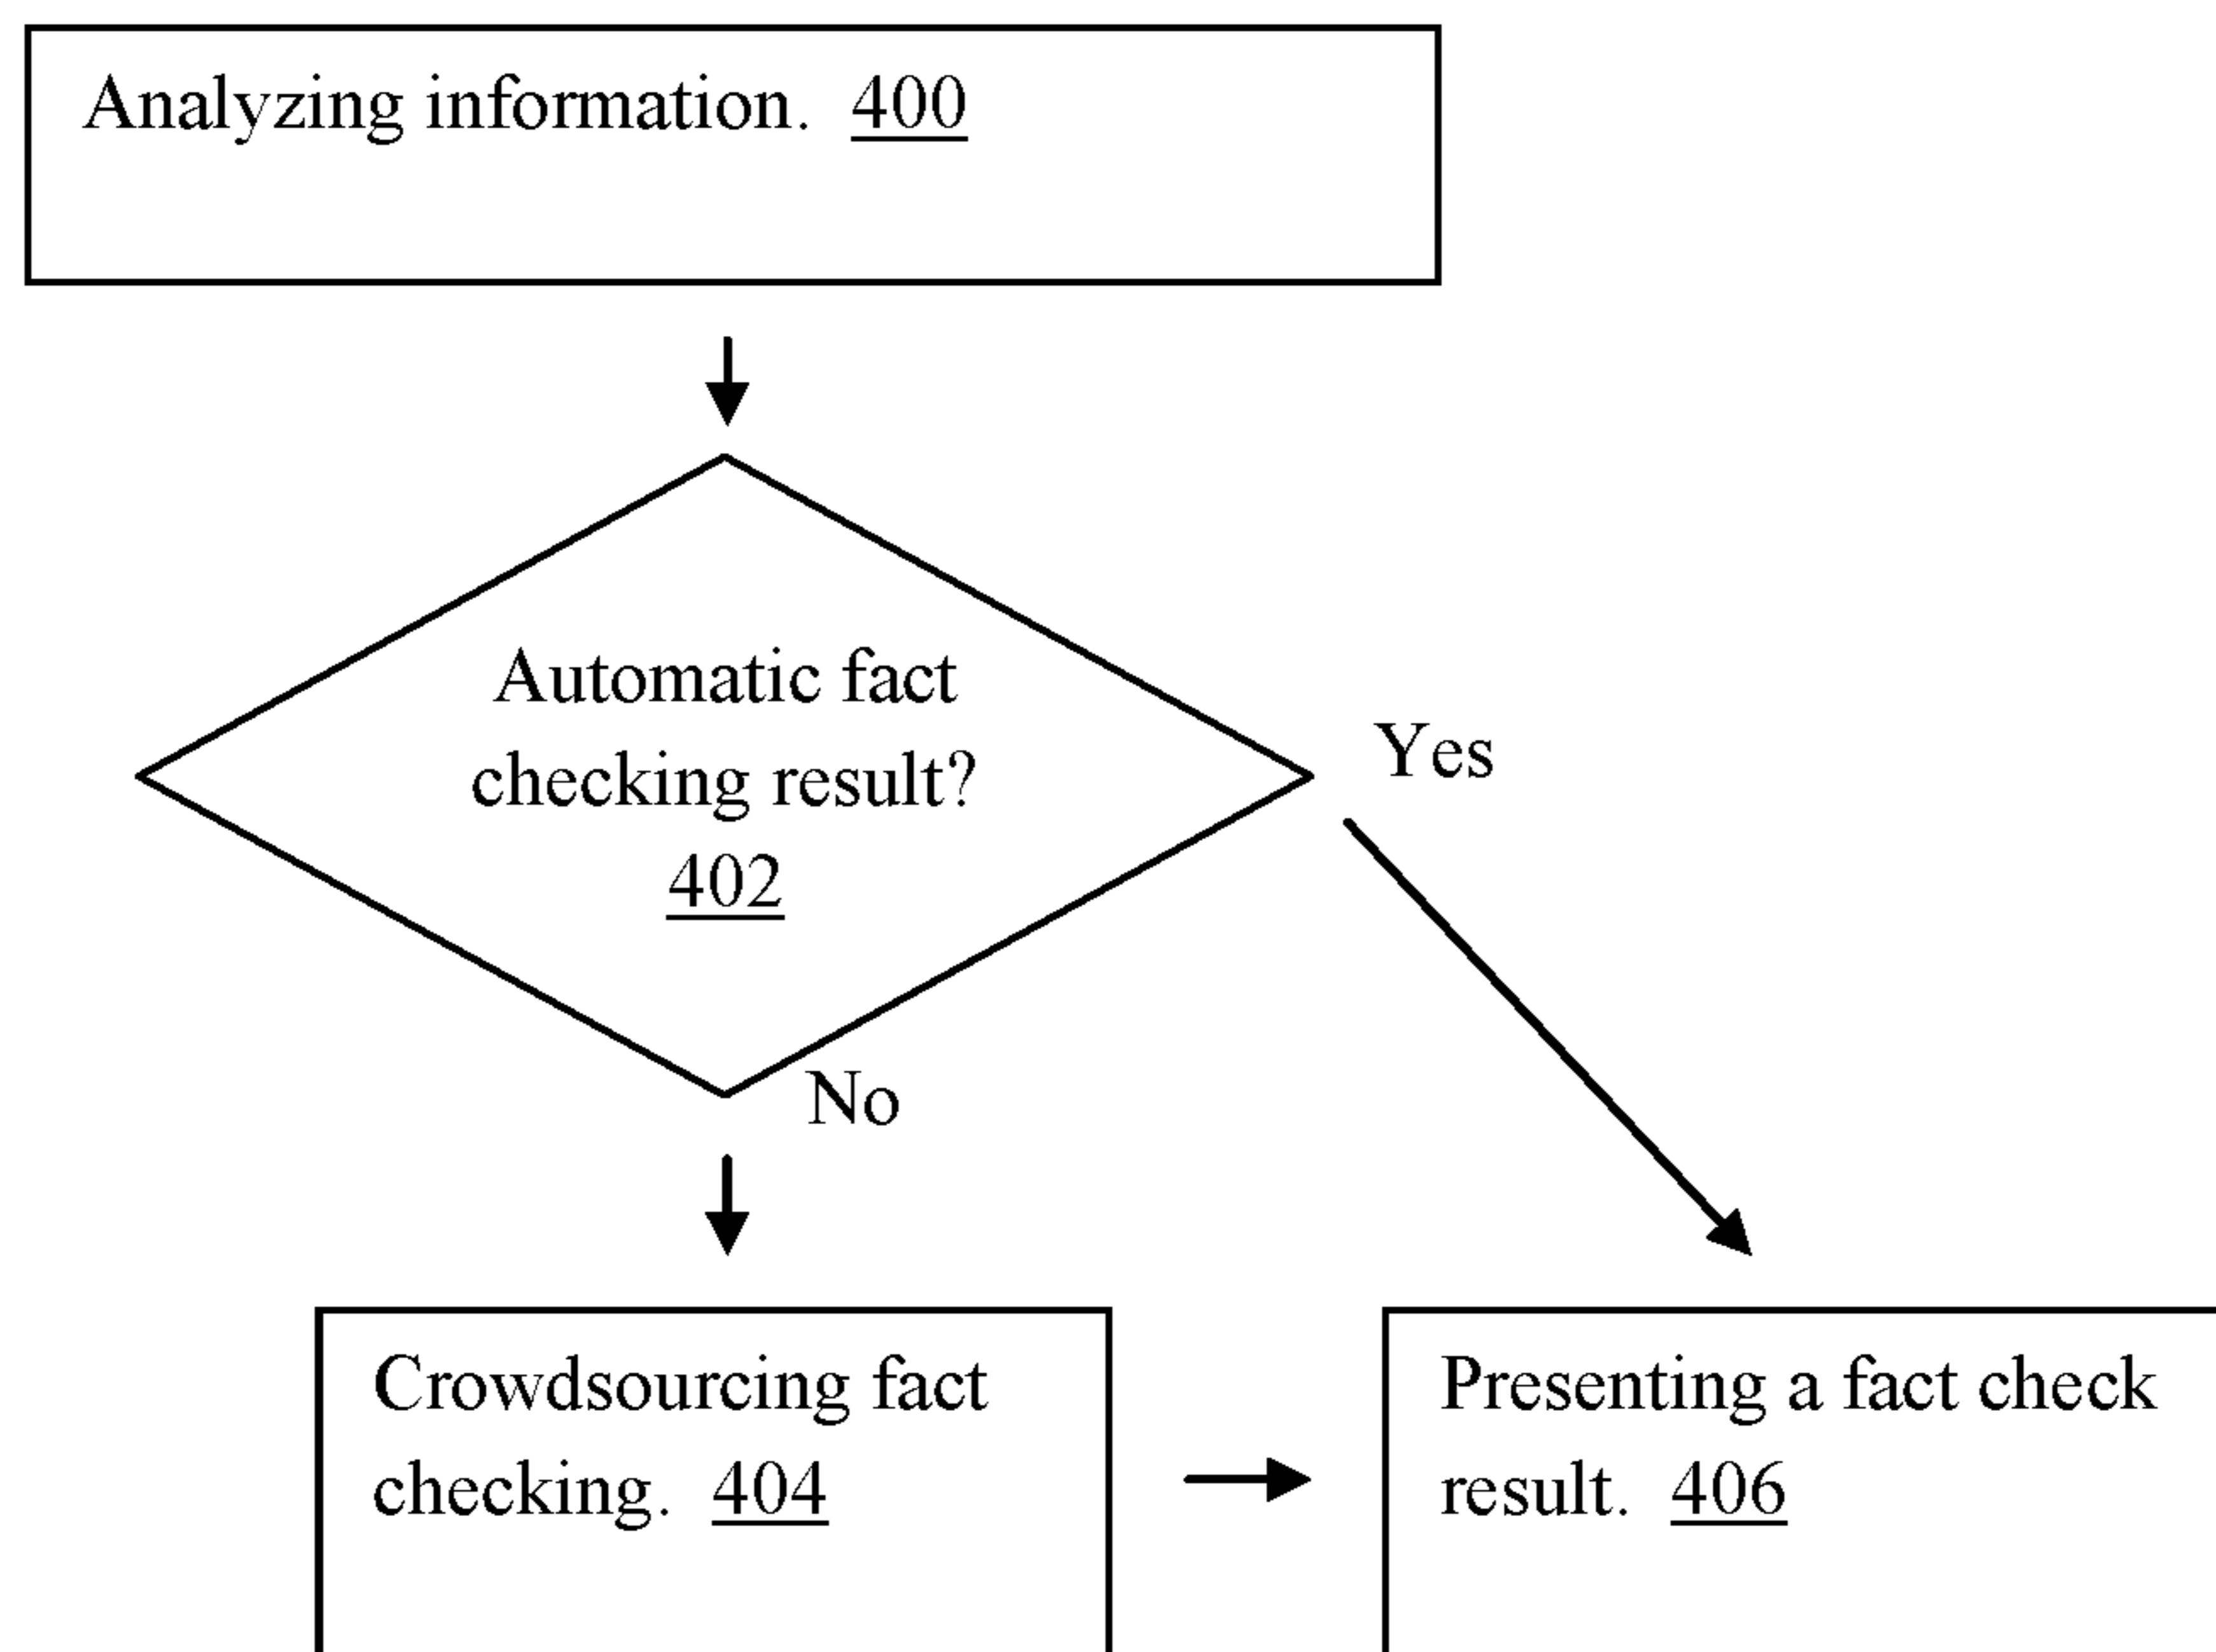 Analyzing information. 400
Automatic fact
checking result?
402
Yes
No
Crowdsourcing fact
checking. 404
Presenting a fact check
result. 406